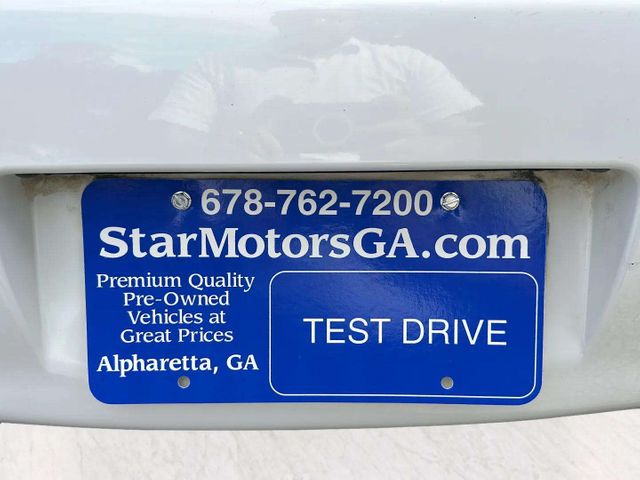 678-762-7200
StarMotorsGA.com
Premium Quality
Pre-Owned
Vehicles at
Great Prices
Alpharetta, GA
TEST DRIVE